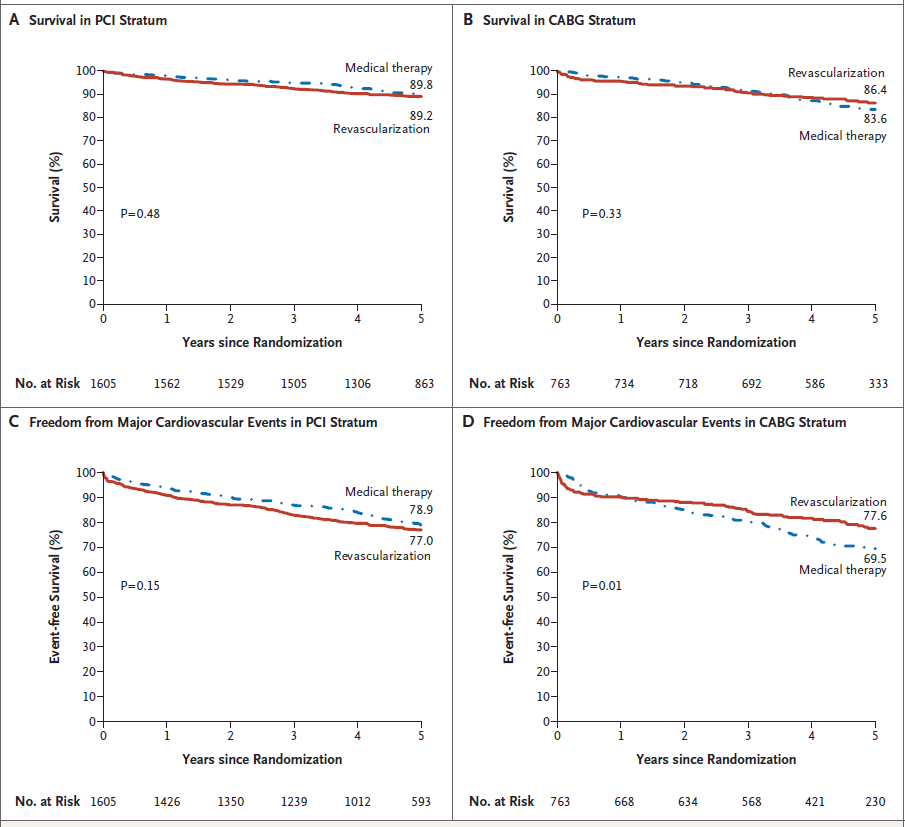 A Survival in PCI Stratum
Medical therapy
89.8
89.2
Revascularization
P=0.48
Survival (%)
100
90
80
70
60
50
40
30
20
10
0
0 1 2 3 4 5
Years since Randomization
No. at Risk 1605 1562 1529 1505 1306 863
B Survival in CABG Stratum
Revascularization
86.4
83.6
Medical therapy
P=0.33
Survival (%)
100
90
80
70
60
50
40
30
20
10
0
0 1 2 3 4 5
Years since Randomization
No. at Risk 763 734 718 692 586 333
C Freedom from Major Cardiovascular Events in PCI Stratum
Medical therapy
78.9
77.0
Revascularization
P=0.15
Event-free Survival (%)
100
90
80
70
60
50
40
30
20
10
0
0 1 2 3 4 5
Years since Randomization
No. at Risk 1605 1426 1350 1239 1012 593
D Freedom from Major Cardiovascular Events in CABG Stratum
Revascularization
77.6
69.5
Medical therapy
P=0.01
Event-free Survival (%)
100
90
80
70
60
50
40
30
20
10
0
0 1 2 3 4 5
Years since Randomization
No. at Risk 763 668 634 568 421 230